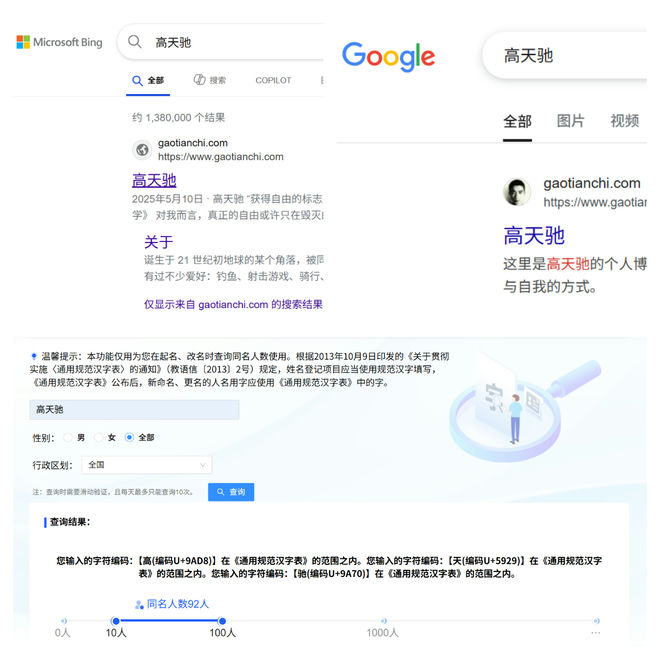 Microsoft Bing
高天驰
全部
搜索
COPILOT
约 1,380,000 个结果
gaotianchi.com
https://www.gaotianchi.com
高天驰
2025年5月10日 · 高天驰 “获得自由的标志
学》 对我而言，真正的自由或许只在毁灭
关于
诞生于 21 世纪初地球的某个角落，被同
有过不少爱好：钓鱼、射击游戏、骑行、
仅显示来自 gaotianchi.com 的搜索结果
Google
高天驰
全部
图片
视频
gaotianchi.com
https://www.gaotian
高天驰
这里是高天驰的个人博
与自我的方式。
温馨提示：本功能仅用为您在起名、改名时查询同名人数使用。根据2013年10月9日印发的《关于贯彻
实施〈通用规范汉字表〉的通知》（教语信〔2013〕2号）规定，姓名登记项目应当使用规范汉字填写，
《通用规范汉字表》公布后，新命名、更名的人名用字应使用《通用规范汉字表》中的字。
高天驰
性别： 男 女 全部
行政区划： 全国
注：查询时需要滑动验证，且每天最多只能查询10次。 查询
查询结果：
您输入的字符编码：【高(编码U+9AD8)】在《通用规范汉字表》的范围之内。您输入的字符编码：【天(编码U+5929)】在《通用规范汉字
表》的范围之内。您输入的字符编码：【驰(编码U+9A70)】在《通用规范汉字表》的范围之内。
同名人数92人
0人 10人 100人 1000人 ...